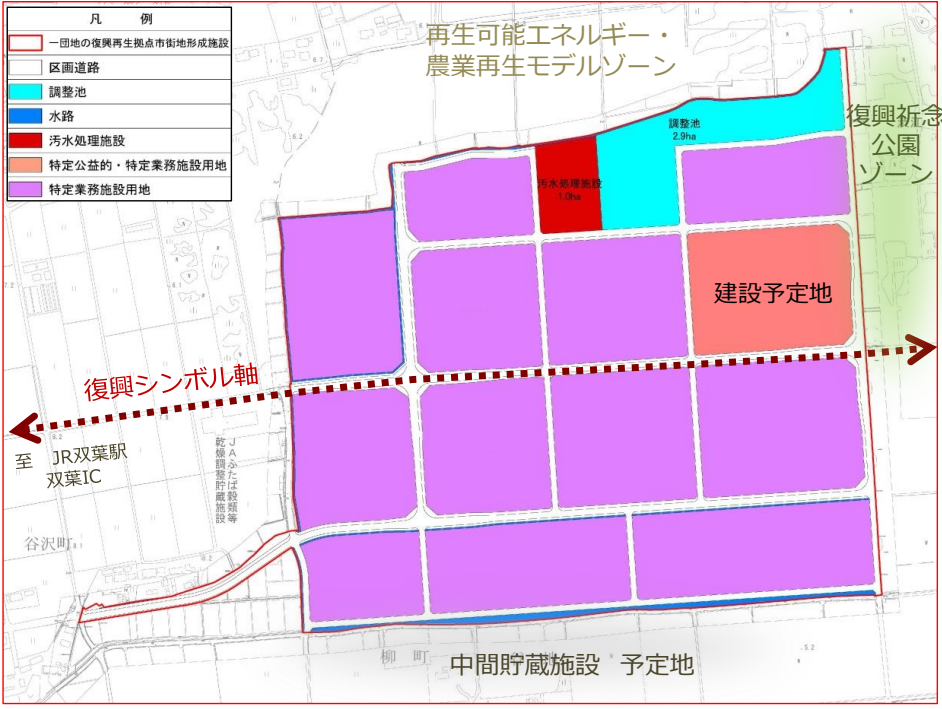 凡 例
一団地の復興再生拠点市街地形成施設
区画道路
調整池
水路
汚水処理施設
特定公益的・特定業務施設用地
特定業務施設用地
再生可能エネルギー・
農業再生モデルゾーン
復興祈念
公園
ゾーン
調整池
2.9ha
汚水処理施設
1.0ha
建設予定地
復興シンボル軸
至 JR双葉駅
双葉IC
JAふたば穀類等
乾燥調整貯蔵施設
谷沢町
柳町
中間貯蔵施設 予定地